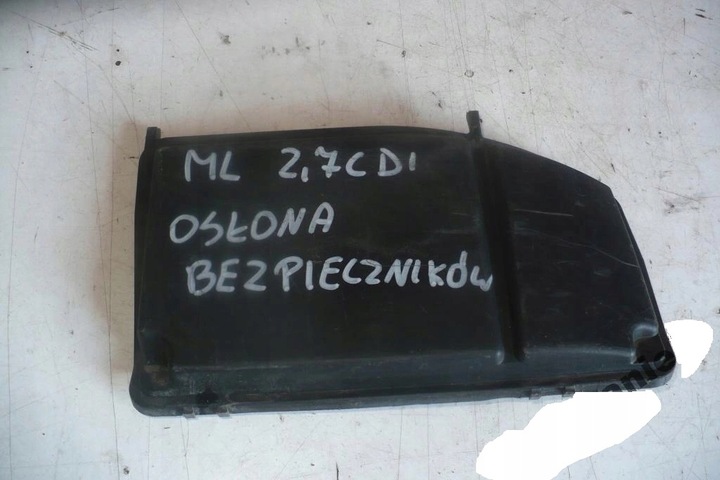 ML 2,7CDI
OSŁONA
BEZPIECZNIKÓW